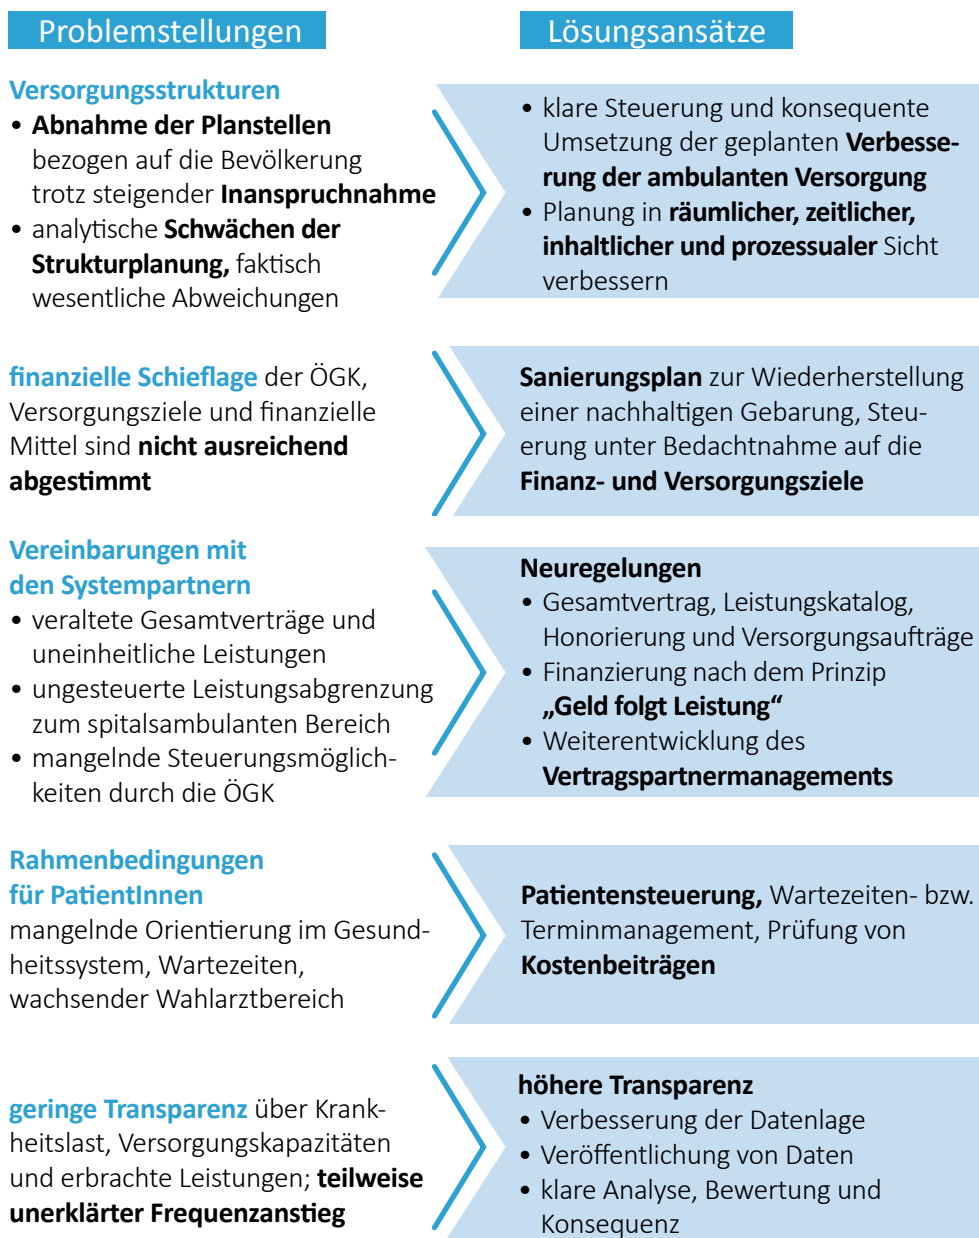 Problemstellungen
Lösungsansätze
Versorgungsstrukturen
• Abnahme der Planstellen
bezogen auf die Bevölkerung
trotz steigender Inanspruchnahme
• analytische Schwächen der
Strukturplanung, faktisch
wesentliche Abweichungen
• klare Steuerung und konsequente
Umsetzung der geplanten Verbesse-
rung der ambulanten Versorgung
• Planung in räumlicher, zeitlicher,
inhaltlicher und prozessualer Sicht
verbessern
finanzielle Schieflage der ÖGK,
Versorgungsziele und finanzielle
Mittel sind nicht ausreichend
abgestimmt
Sanierungsplan zur Wiederherstellung
einer nachhaltigen Gebarung, Steu-
erung unter Bedachtnahme auf die
Finanz- und Versorgungsziele
Vereinbarungen mit
den Systempartnern
• veraltete Gesamtverträge und
uneinheitliche Leistungen
• ungesteuerte Leistungsabgrenzung
zum spitalsambulanten Bereich
• mangelnde Steuerungsmöglich-
keiten durch die ÖGK
Neuregelungen
• Gesamtvertrag, Leistungskatalog,
Honorierung und Versorgungsaufträge
• Finanzierung nach dem Prinzip
„Geld folgt Leistung“
• Weiterentwicklung des
Vertragspartnermanagements
Rahmenbedingungen
für PatientInnen
mangelnde Orientierung im Gesund-
heitssystem, Wartezeiten,
wachsender Wahlarztbereich
Patientensteuerung, Wartezeiten- bzw.
Terminmanagement, Prüfung von
Kostenbeiträgen
geringe Transparenz über Krank-
heitslast, Versorgungskapazitäten
und erbrachte Leistungen; teilweise
unerklärter Frequenzanstieg
höhere Transparenz
• Verbesserung der Datenlage
• Veröffentlichung von Daten
• klare Analyse, Bewertung und
Konsequenz